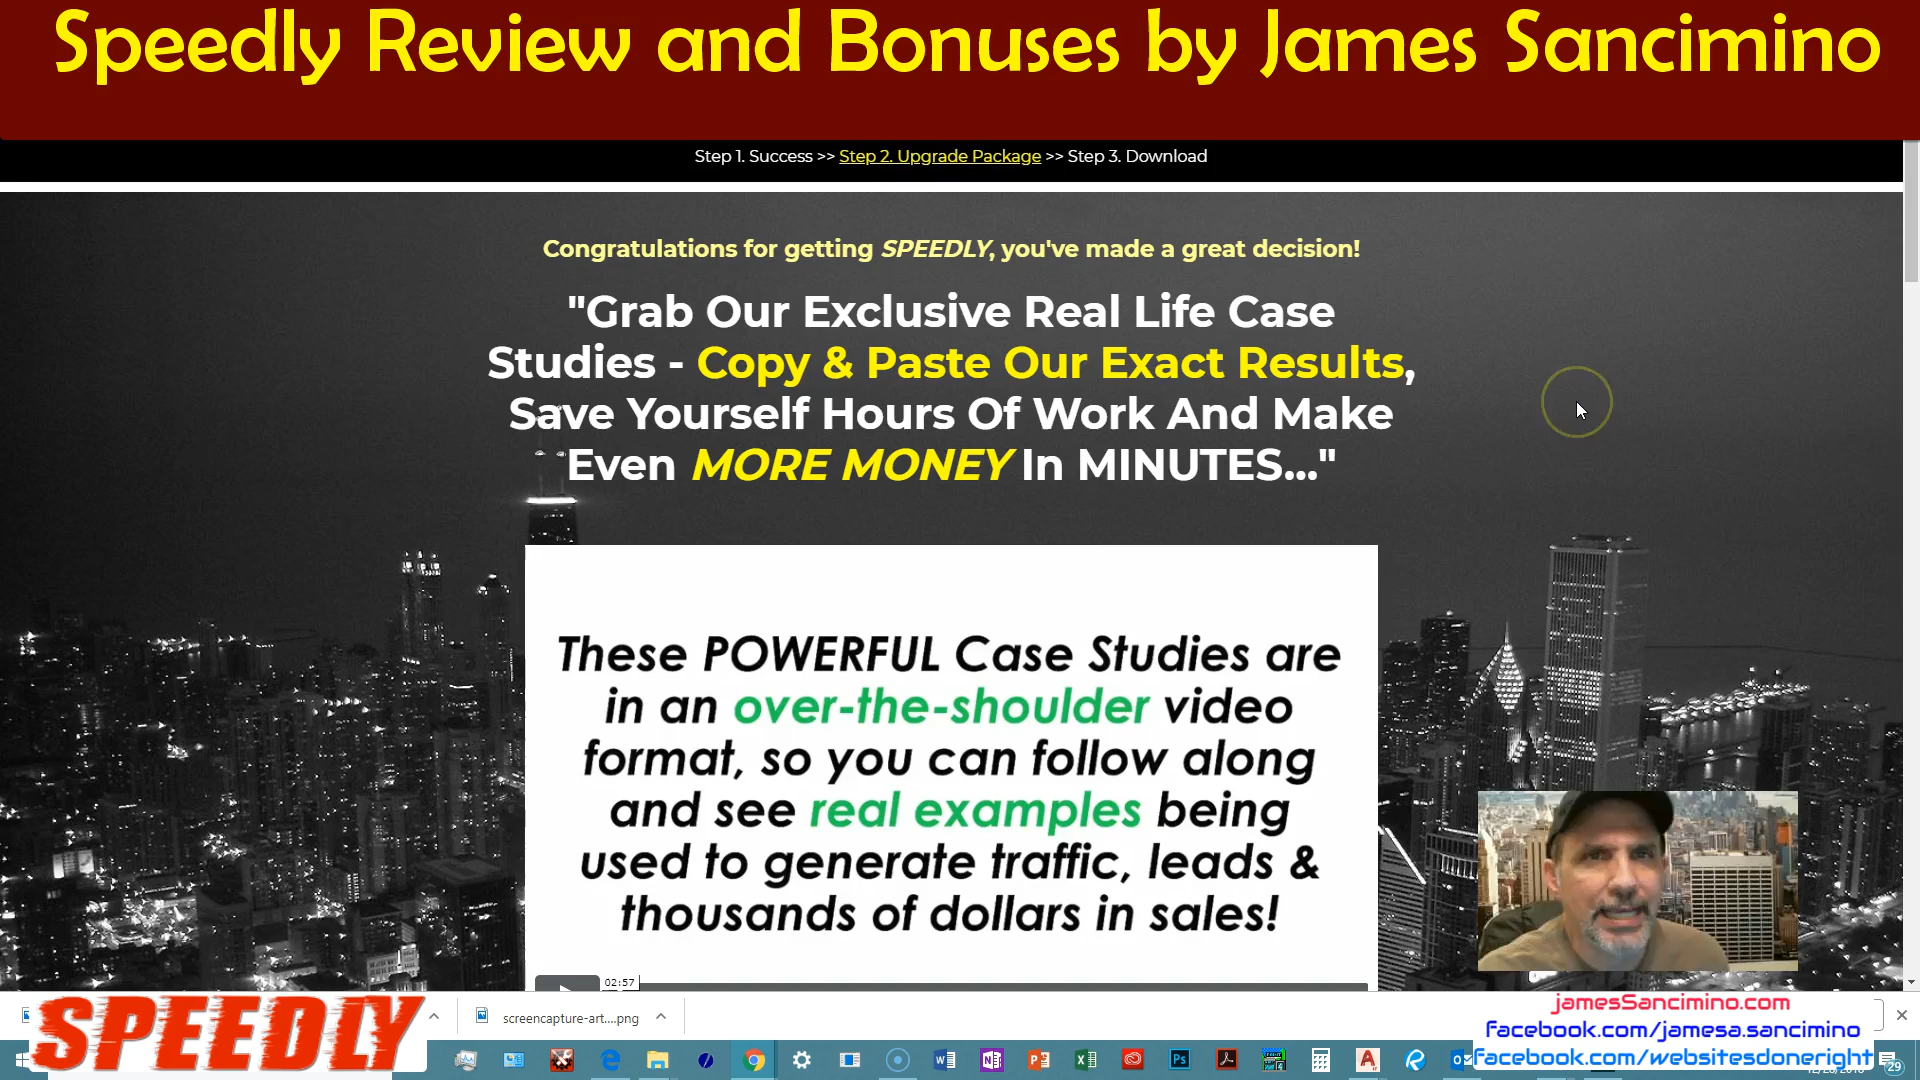 Speedly Review and Bonuses by James Sancimino
Step 1. Success >> Step 2. Upgrade Package >> Step 3. Download
Congratulations for getting SPEEDLY, you've made a great decision!
"Grab Our Exclusive Real Life Case
Studies - Copy & Paste Our Exact Results,
Save Yourself Hours Of Work And Make
Even MORE MONEY In MINUTES..."
These POWERFUL Case Studies are
in an over-the-shoulder video
format, so you can follow along
and see real examples being
used to generate traffic, leads &
thousands of dollars in sales!
02:57
SPEEDLY
screencapture-art....png
jamesSancimino.com
facebook.com/jamesa.sancimino
facebook.com/websitesdoneright
29